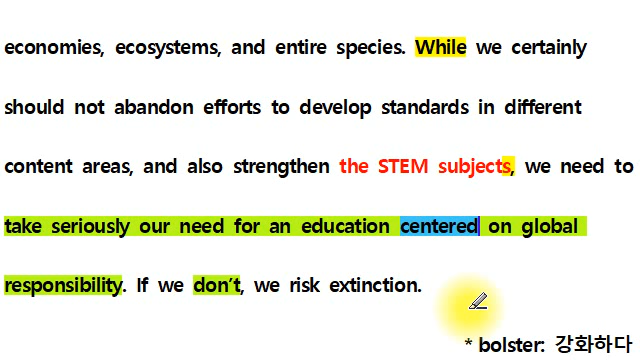 economies, ecosystems, and entire species. While we certainly
should not abandon efforts to develop standards in different
content areas, and also strengthen the STEM subjects, we need to
take seriously our need for an education centered on global
responsibility. If we don't, we risk extinction.
* bolster: 강화하다